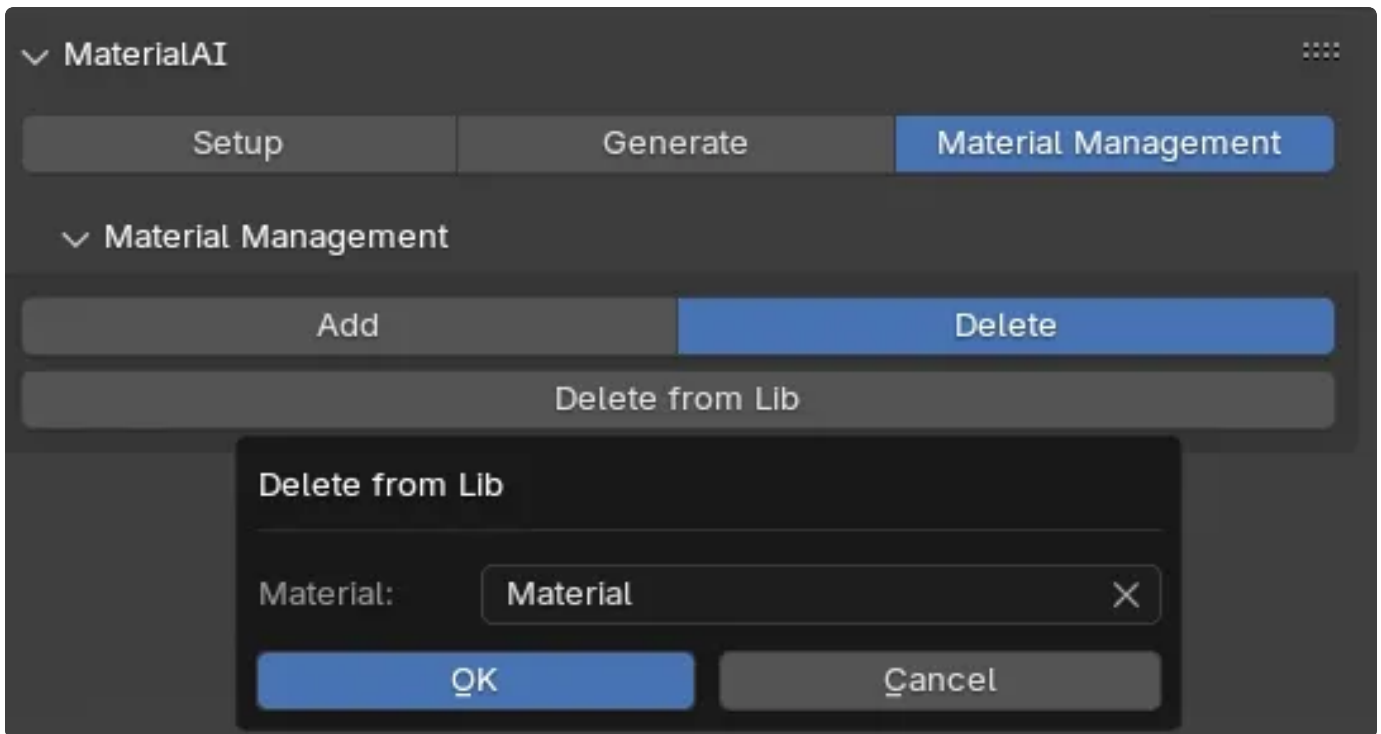 MaterialAI
Setup Generate Material Management
Material Management
Add Delete
Delete from Lib
Delete from Lib
Material: Material
OK Cancel